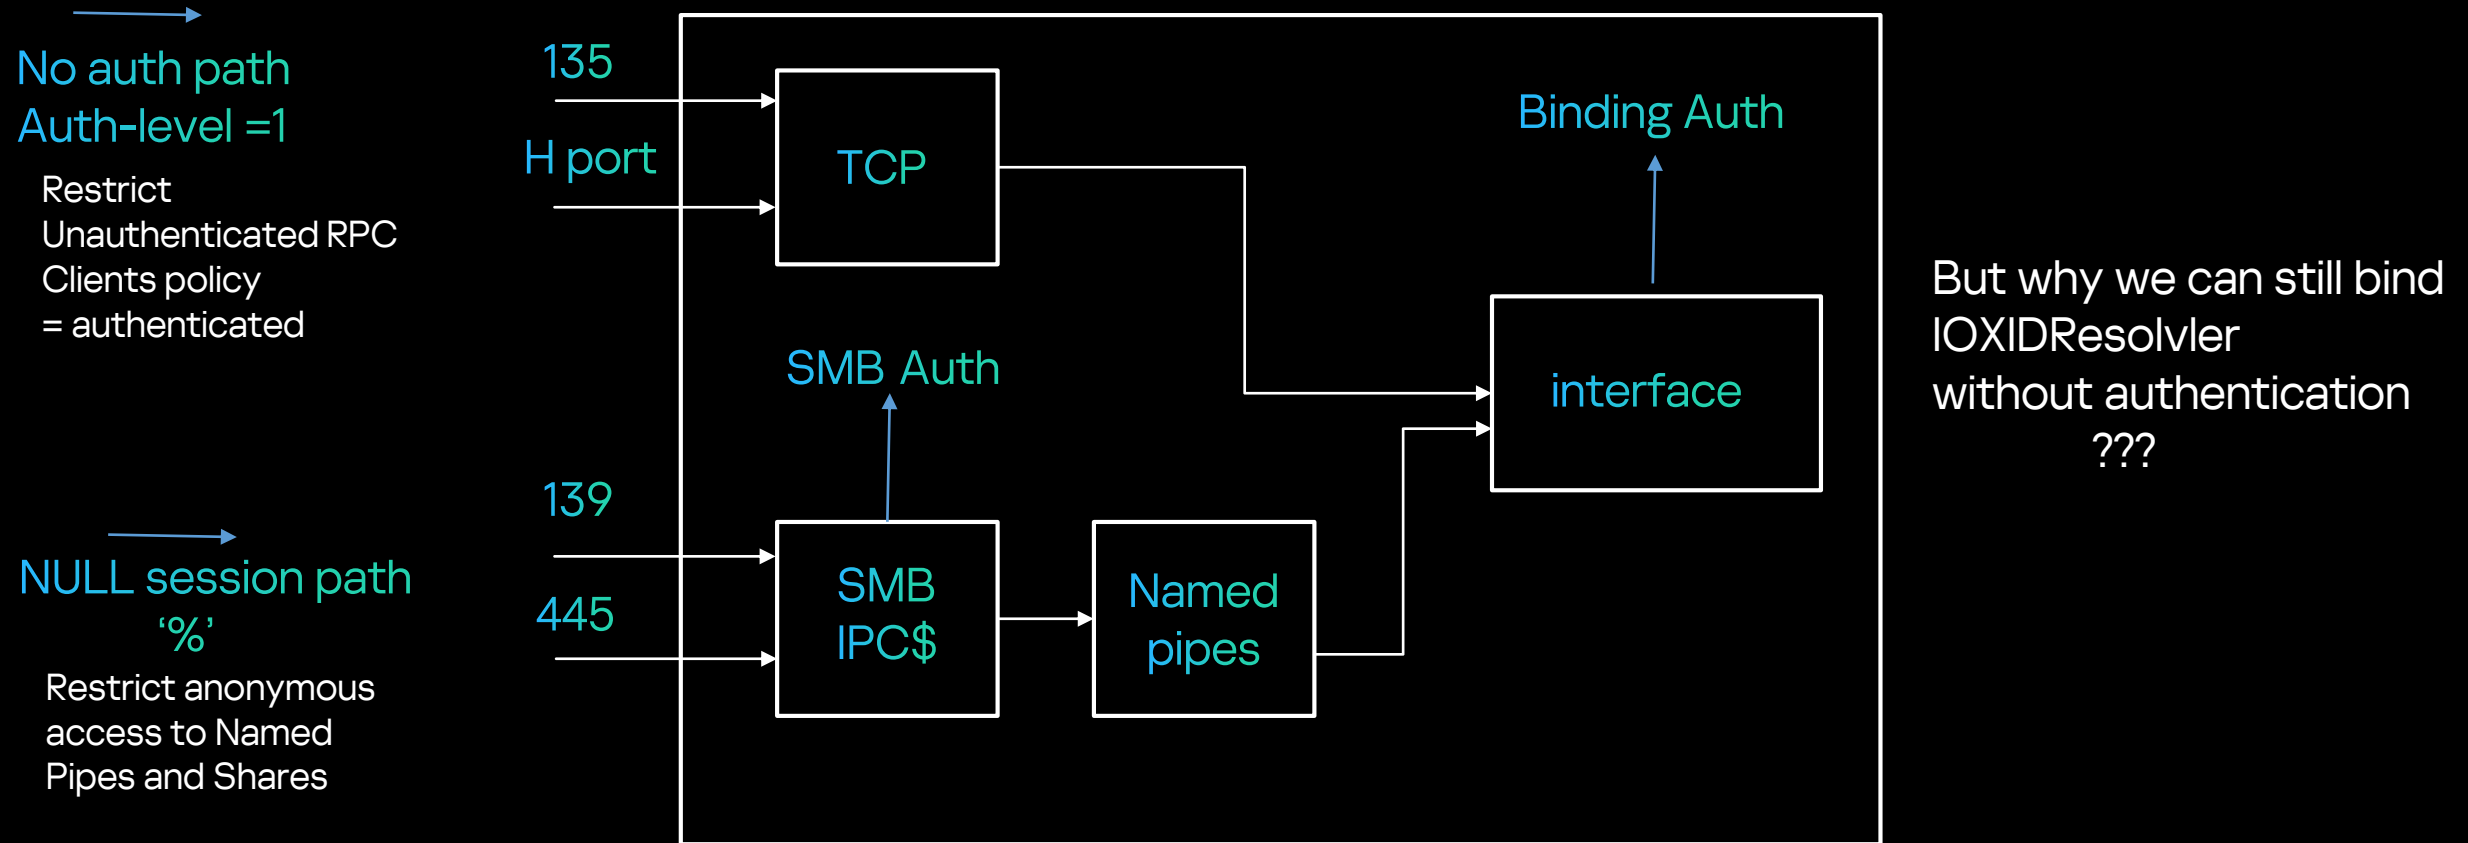 No auth path
Auth-level =1
Restrict
Unauthenticated RPC
Clients policy
= authenticated
NULL session path
‘%’
Restrict anonymous
access to Named
Pipes and Shares
135
H port
139
445
TCP
SMB Auth
SMB
IPC$
Named
pipes
Binding Auth
interface
But why we can still bind
IOXIDResolvler
without authentication
???